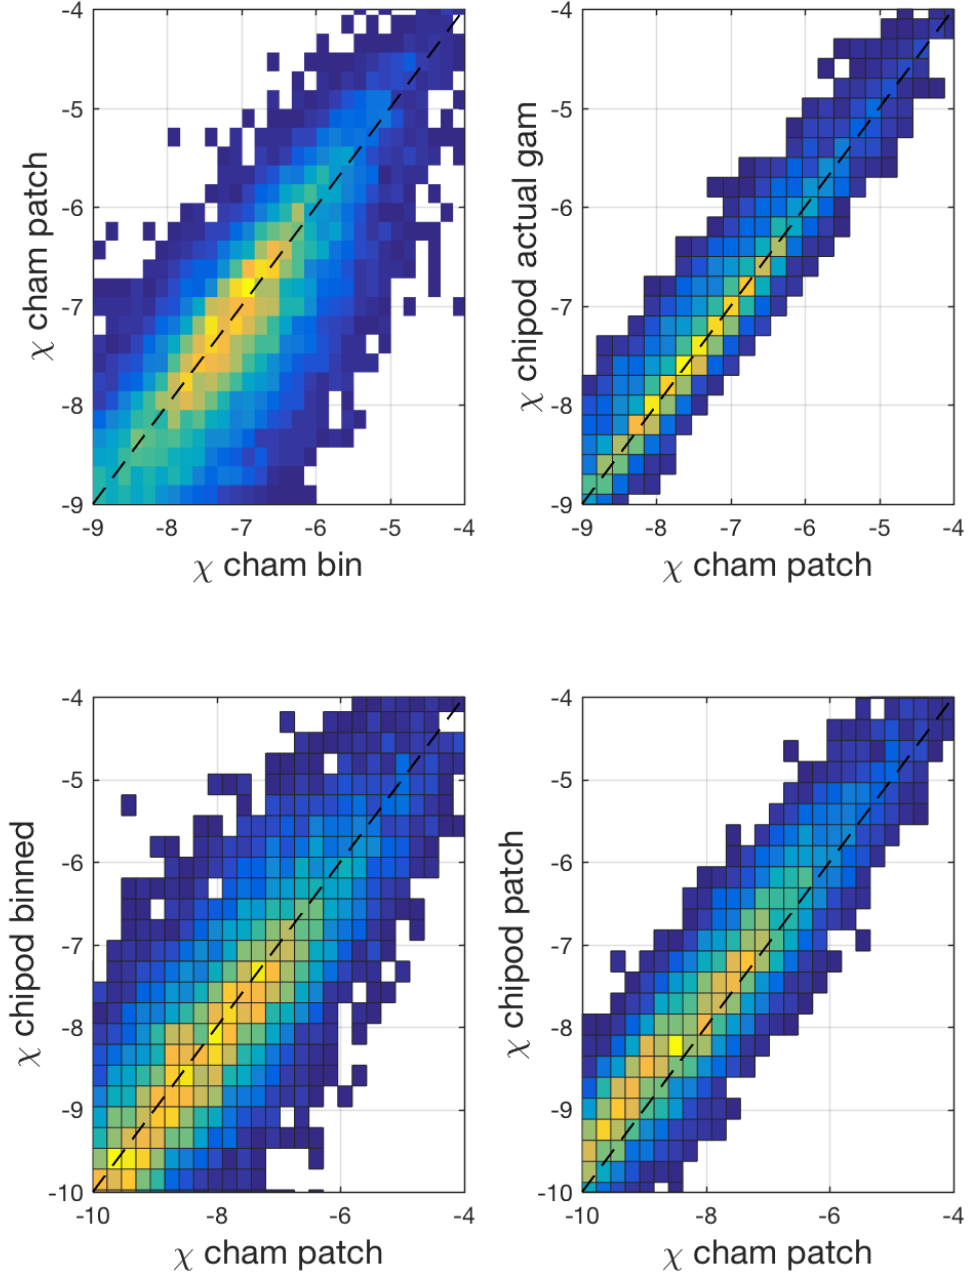 -4
-5
-6
-7
-8
-9
-9 -8 -7 -6 -5 -4
χ cham patch
χ cham bin
-4
-5
-6
-7
-8
-9
-9 -8 -7 -6 -5 -4
χ chipod actual gam
χ cham patch
-4
-5
-6
-7
-8
-9
-10
-10 -8 -6 -4
χ chipod binned
χ cham patch
-4
-5
-6
-7
-8
-9
-10
-10 -8 -6 -4
χ chipod patch
χ cham patch